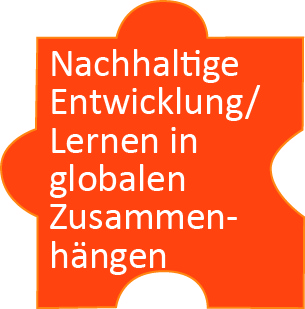 Nachhaltige
Entwicklung/
Lernen in
globalen
Zusammen-
hängen